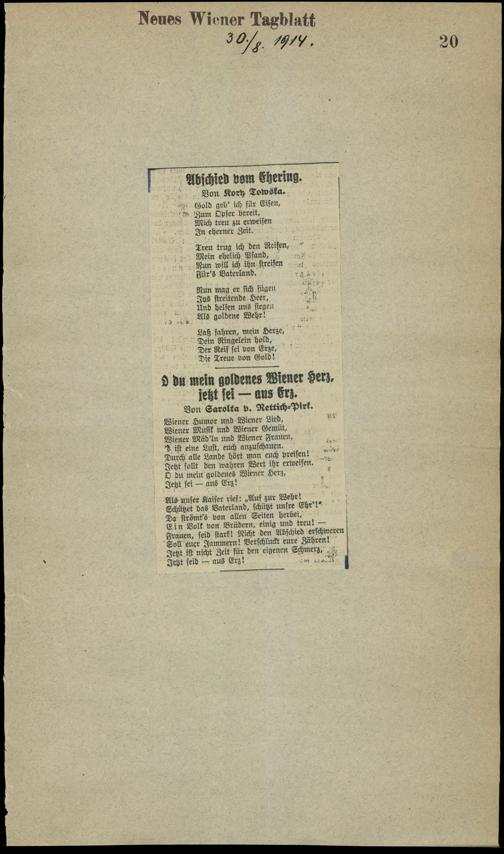 Neues Wiener Tagblatt
30./8. 1914.
20
Abschied vom Ehering.
Von Kory Towska.
Gold geb' ich für Eisen,
Zum Opfer bereit,
Mich treu zu erweisen
In eherner Zeit.
Treu trug ich den Reifen,
Mein ehelich Pfand,
Nun will ich ihn streifen
Für's Vaterland.
Nun mag er sich fügen
Ins streitende Heer,
Und helfen uns siegen
Als goldene Wehr!
Laß fahren, mein Herze,
Dein Ringelein hold,
Der Reif sei von Erze,
Die Treue von Gold!
O du mein goldenes Wiener Herz,
jetzt sei — aus Erz.
Von Sarolta v. Rettich-Pirk.
Wiener Humor und Wiener Lied,
Wiener Musik und Wiener Gemüt,
Wiener Mäd'ln und Wiener Frauen,
's ist eine Lust, euch anzuschauen.
Durch alle Lande hört man euch preisen!
Jetzt sollt den wahren Wert ihr erweisen.
O du mein goldenes Wiener Herz,
Jetzt sei — aus Erz!
Als unser Kaiser rief: „Auf zur Wehr!
Schützet das Vaterland, schützt unsre Ehr'!"
Da strömt's von allen Seiten herbei,
Ein Volk von Brüdern, einig und treu! —
Frauen, seid stark! Nicht den Abschied erschweren
Soll euer Jammern! Verschluckt eure Zähren!
Jetzt ist nicht Zeit für den eigenen Schmerz,
Jetzt seid — aus Erz!